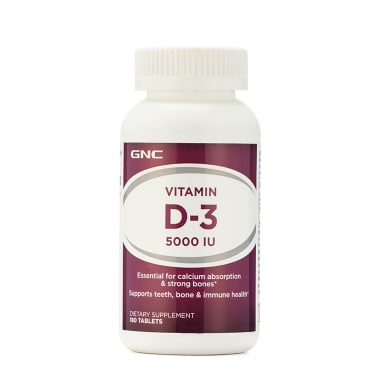 GNC
VITAMIN
D-3
5000 IU
Essential for calcium absorption
& strong bones*
Supports teeth, bone & immune health*
DIETARY SUPPLEMENT
180 TABLETS